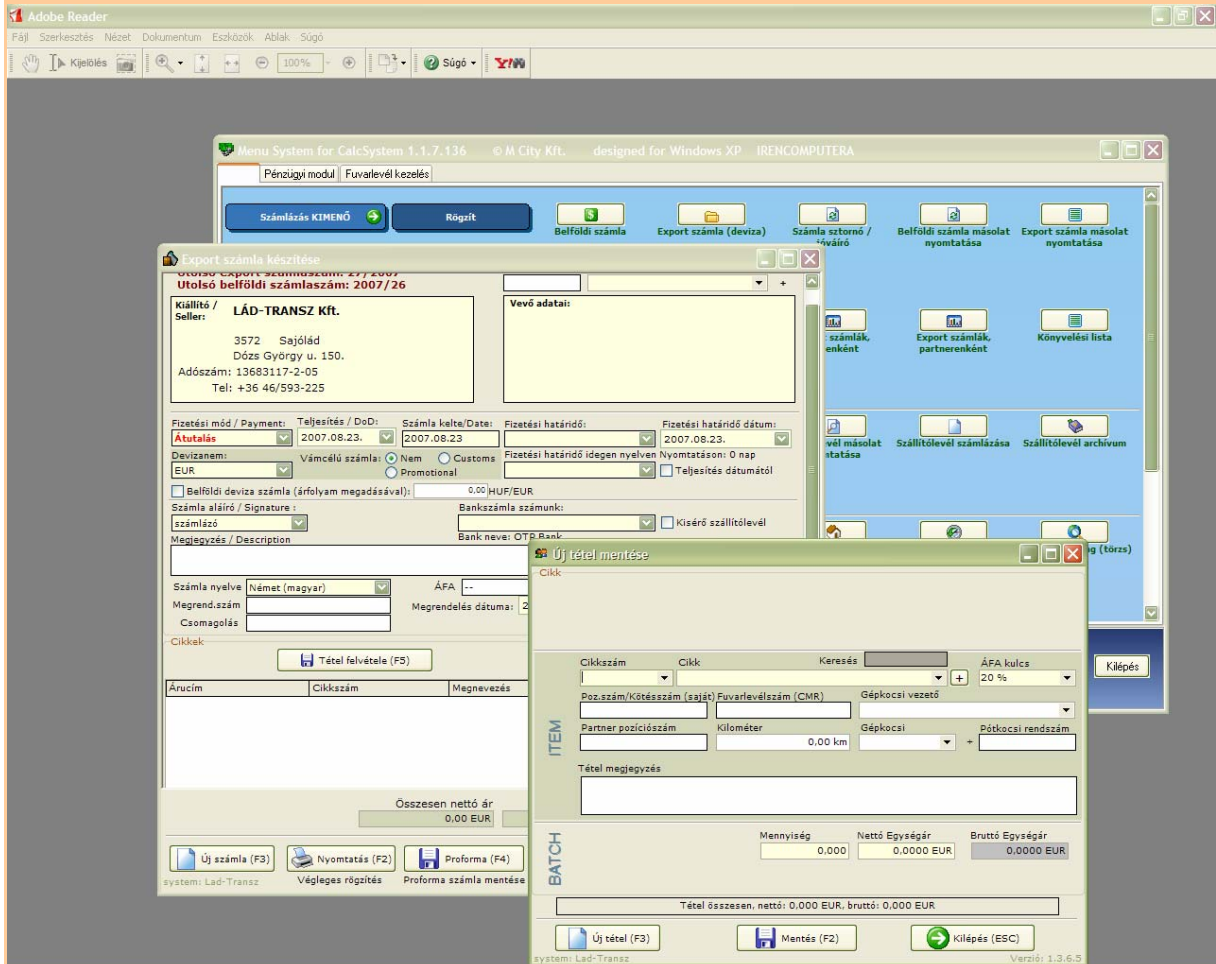 Adobe Reader
Fájl Szerkesztés Nézet Dokumentum Eszközök Ablak Súgó
Kijelölés 100% Súgó Y!
Menu System for CalcSystem 1.1.7.136 © M City Kft. designed for Windows XP IRENCOMPUTERA
Pénzügyi modul Fuvarlevél kezelés
Számlázás KIMENŐ Rögzít
Belföldi számla Export számla (deviza) Számla sztornó / jóváíró Belföldi számla másolat nyomtatása Export számla másolat nyomtatása
számlák, Export számlák, partnerenként Könyvelési lista
másolat Szállítólevél számlázása Szállítólevél archívum
(törzs)
Kilépés
Export számla készítése
Utolsó Export számlaszám: 27/2007
Utolsó belföldi számlaszám: 2007/26
+
Kiállító / Seller: LÁD-TRANSZ Kft.
3572 Sajólád
Dózs György u. 150.
Adószám: 13683117-2-05
Tel: +36 46/593-225
Vevő adatai:
Fizetési mód / Payment: Teljesítés / DoD: Számla kelte/Date: Fizetési határidő: Fizetési határidő dátum:
Átutalás 2007.08.23. 2007.08.23 2007.08.23.
Devizanem: Vámcélú számla: Nem Customs Fizetési határidő idegen nyelven Nyomtatáson: 0 nap
EUR Promotional Teljesítés dátumától
Belföldi deviza számla (árfolyam megadásával): 0,00 HUF/EUR
Számla aláíró / Signature : Bankszámla számunk:
számlázó Kisérő szállítólevél
Megjegyzés / Description Bank neve: OTP Bank
Számla nyelve Német (magyar) ÁFA --
Megrend.szám Megrendelés dátuma: 2
Csomagolás
Cikkek
Tétel felvétele (F5)
Árucím Cikkszám Megnevezés
Összesen nettó ár
0,00 EUR
Új számla (F3) Nyomtatás (F2) Proforma (F4)
system: Lad-Transz Végleges rögzítés Proforma számla mentése
Új tétel mentése
Cikk
Cikkszám Cikk Keresés ÁFA kulcs
+ 20 %
Poz.szám/Kötésszám (saját) Fuvarlevélszám (CMR) Gépkocsi vezető
ITEM
Partner pozíciószám Kilométer Gépkocsi Pótkocsi rendszám
0,00 km +
Tétel megjegyzés
BATCH
Mennyiség Nettó Egységár Bruttó Egységár
0,000 0,0000 EUR 0,0000 EUR
Tétel összesen, nettó: 0,000 EUR, bruttó: 0,000 EUR
Új tétel (F3) Mentés (F2) Kilépés (ESC)
system: Lad-Transz Verzió: 1.3.6.5